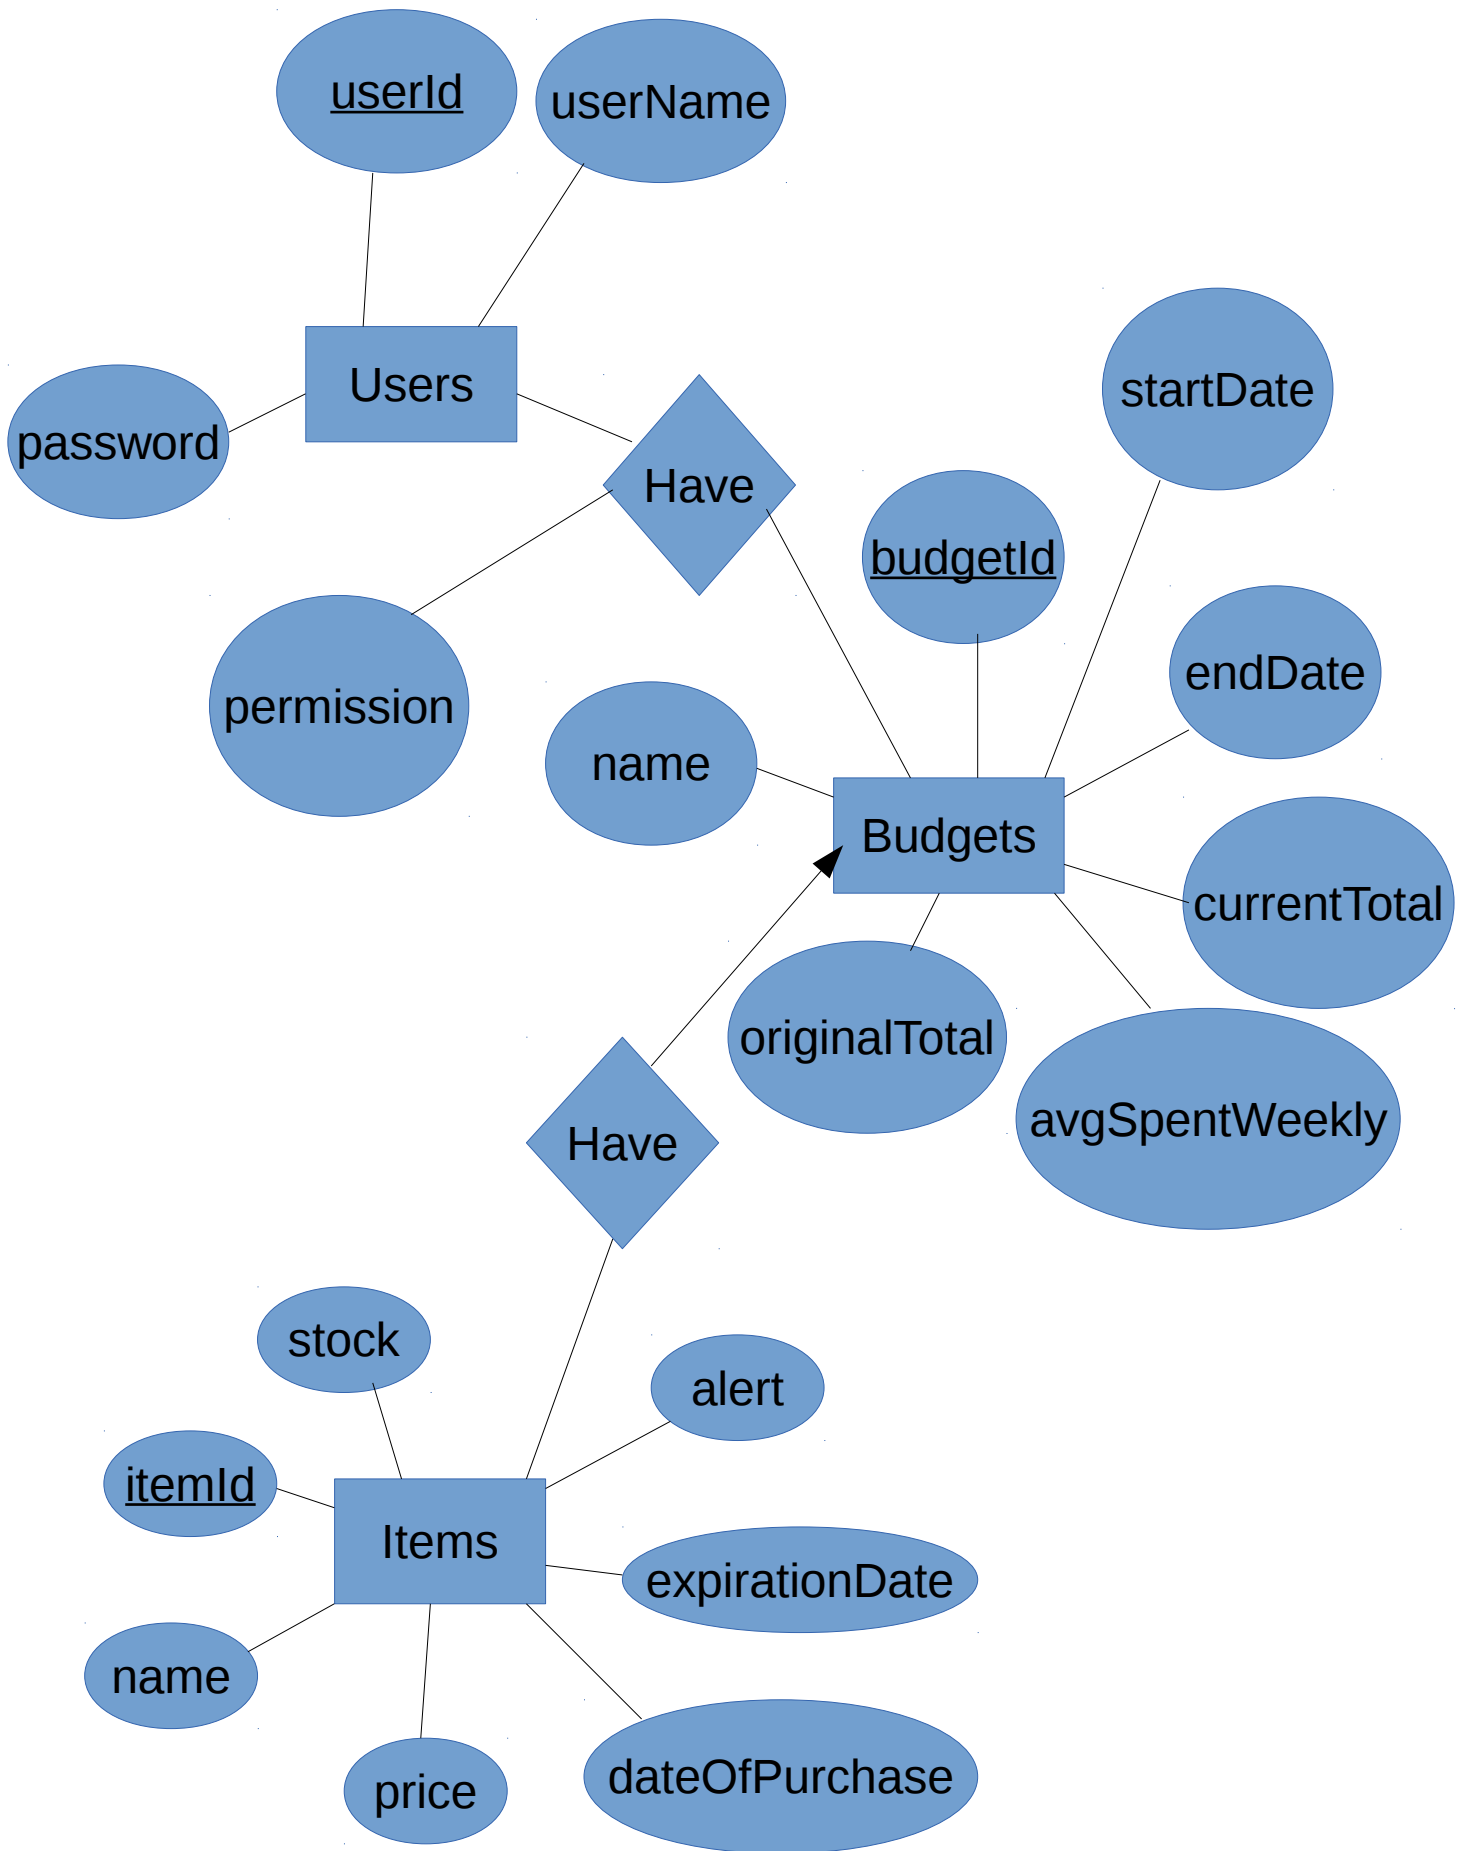 userId
userName
Users
password
Have
startDate
budgetId
permission
endDate
name
Budgets
currentTotal
originalTotal
avgSpentWeekly
Have
stock
alert
itemId
Items
expirationDate
name
price
dateOfPurchase